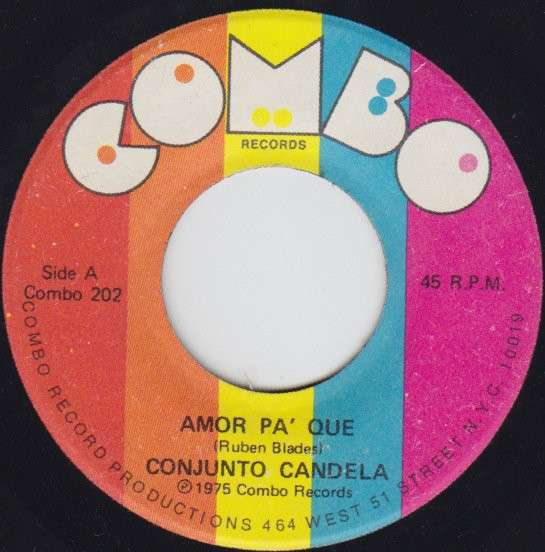 COMBO
RECORDS
Side A
Combo 202
45 R.P.M.
AMOR PA' QUE
(Ruben Blades)
CONJUNTO CANDELA
℗ 1975 Combo Records
COMBO RECORD PRODUCTIONS 464 WEST 51 STREET N.Y.C. 10019